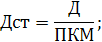 Дст = Д
ПКМ ;